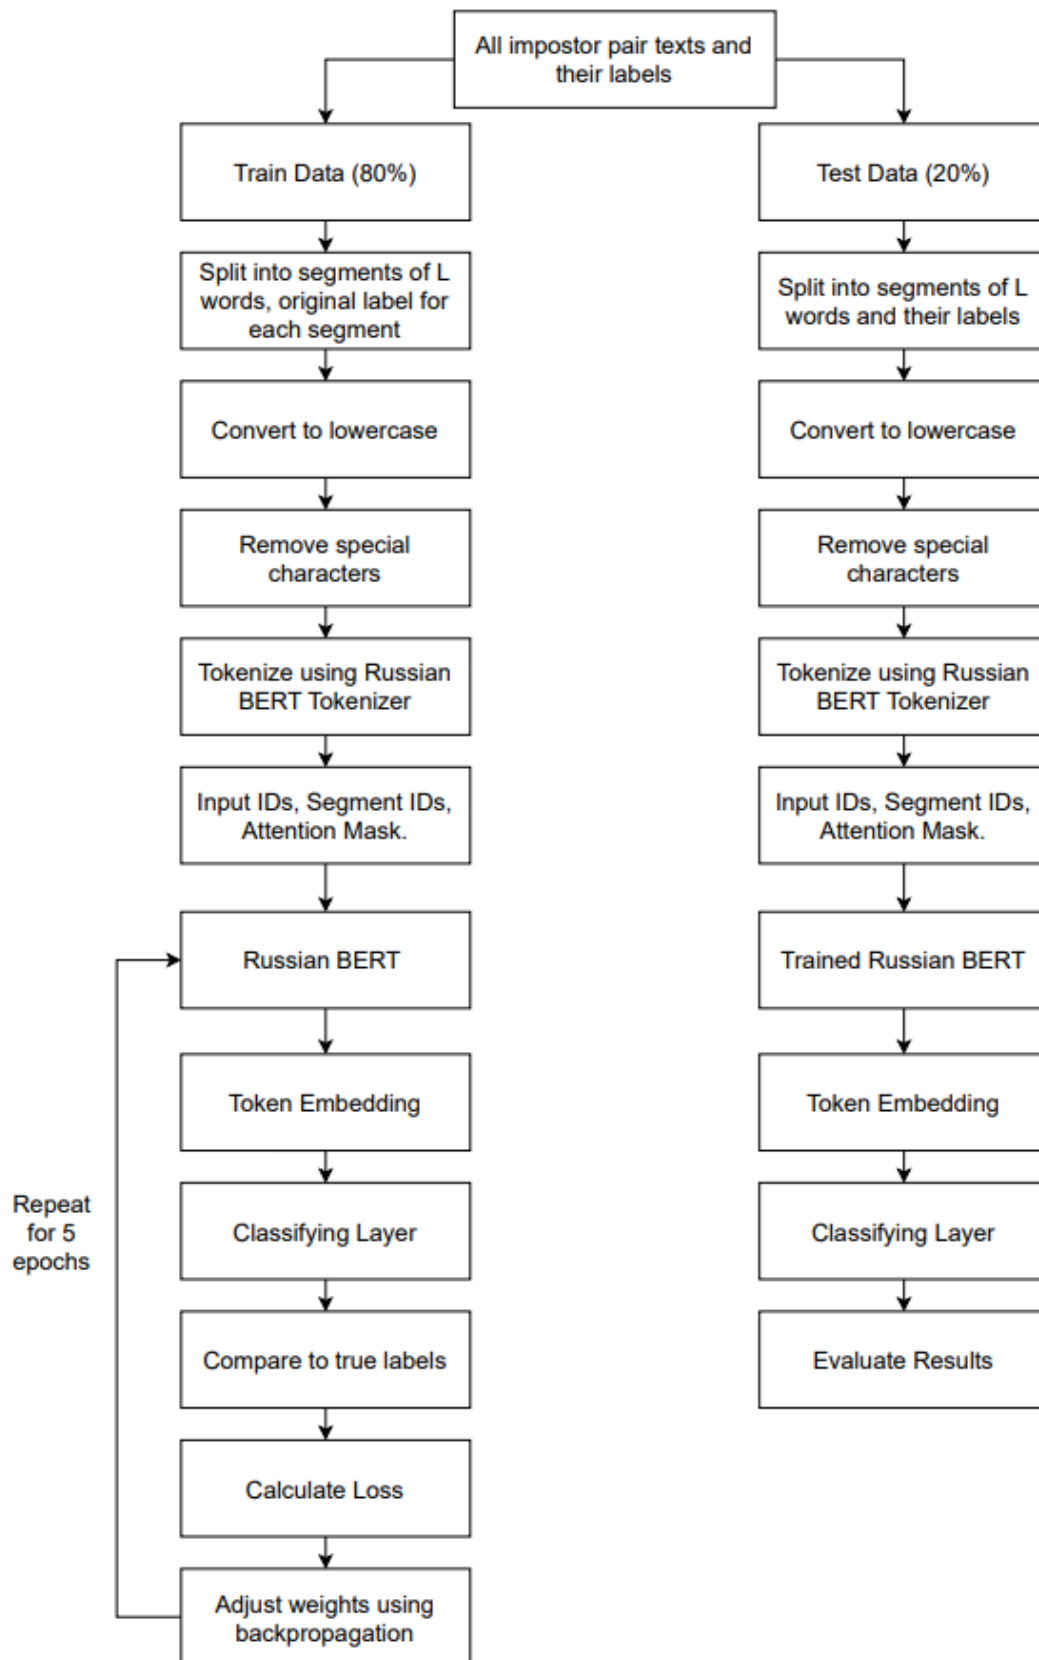 All impostor pair texts and
their labels
Train Data (80%)
Split into segments of L
words, original label for
each segment
Convert to lowercase
Remove special
characters
Tokenize using Russian
BERT Tokenizer
Input IDs, Segment IDs,
Attention Mask.
Russian BERT
Token Embedding
Classifying Layer
Compare to true labels
Calculate Loss
Adjust weights using
backpropagation
Repeat
for 5
epochs
Test Data (20%)
Split into segments of L
words and their labels
Convert to lowercase
Remove special
characters
Tokenize using Russian
BERT Tokenizer
Input IDs, Segment IDs,
Attention Mask.
Trained Russian BERT
Token Embedding
Classifying Layer
Evaluate Results